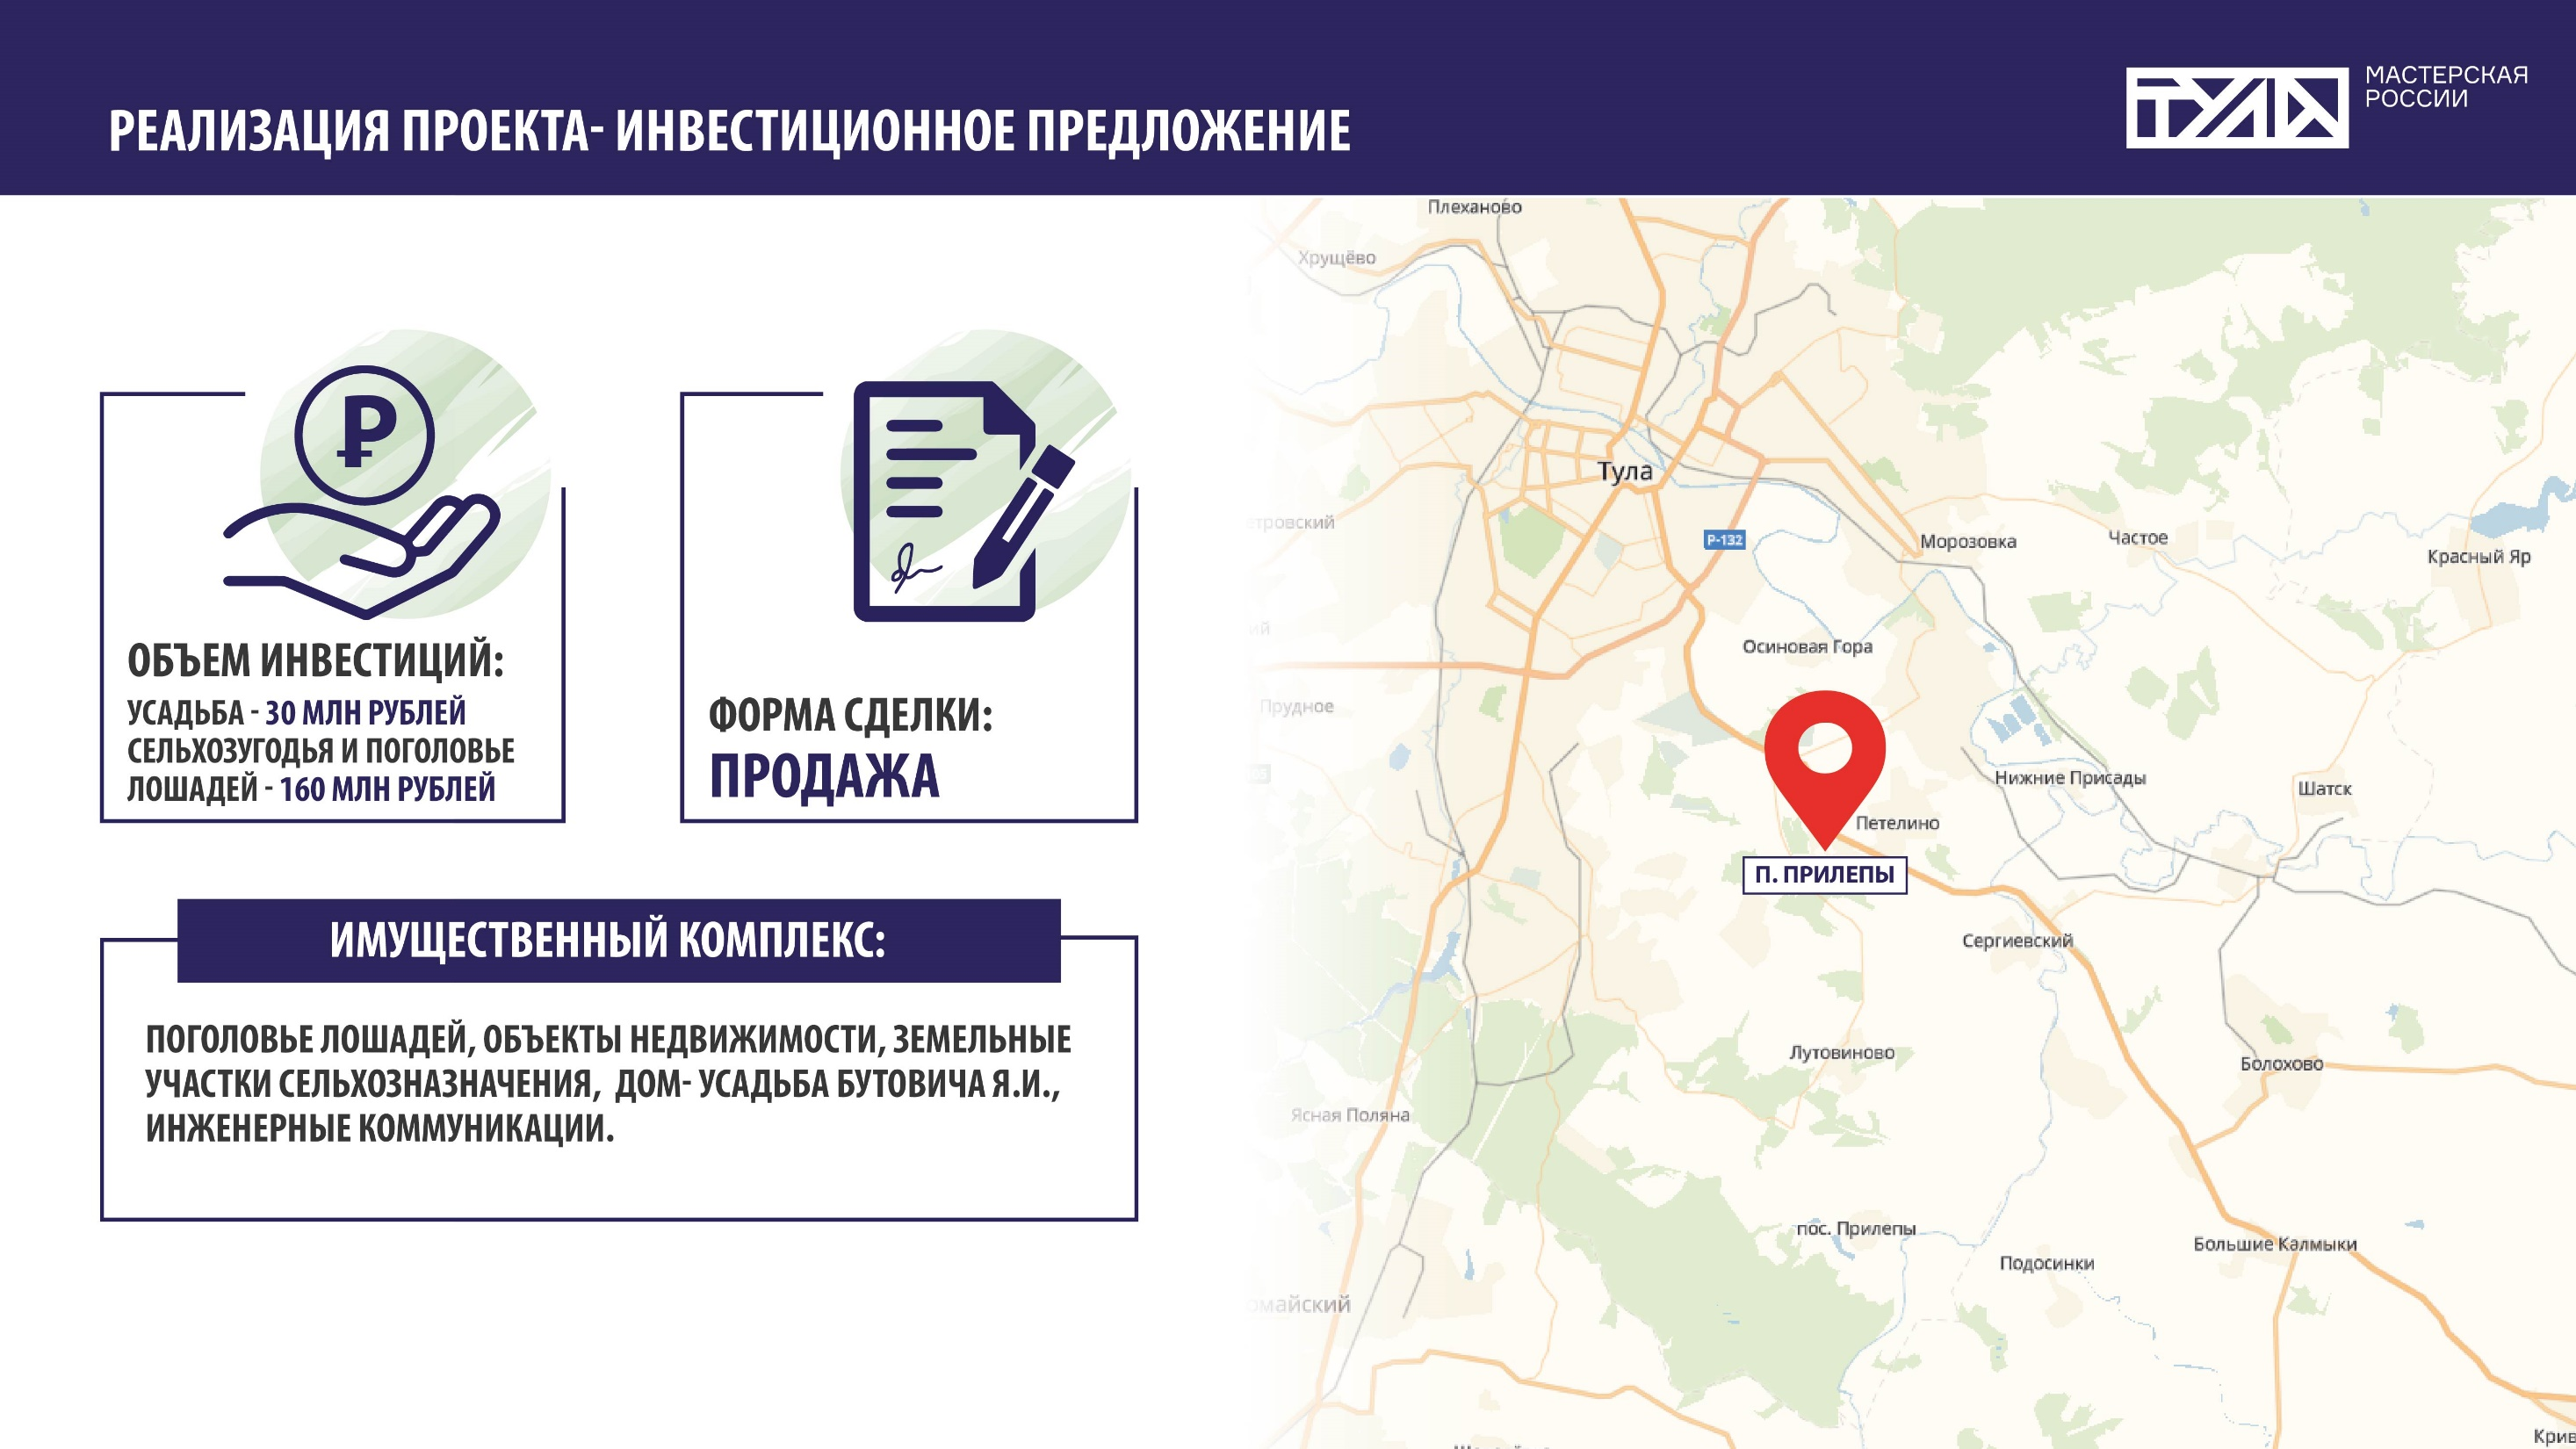 РЕАЛИЗАЦИЯ ПРОЕКТА- ИНВЕСТИЦИОННОЕ ПРЕДЛОЖЕНИЕ
ТУЛА
МАСТЕРСКАЯ
РОССИИ
ОБЪЕМ ИНВЕСТИЦИЙ:
УСАДЬБА - 30 МЛН РУБЛЕЙ
СЕЛЬХОЗУГОДЬЯ И ПОГОЛОВЬЕ
ЛОШАДЕЙ - 160 МЛН РУБЛЕЙ
ФОРМА СДЕЛКИ:
ПРОДАЖА
ИМУЩЕСТВЕННЫЙ КОМПЛЕКС:
ПОГОЛОВЬЕ ЛОШАДЕЙ, ОБЪЕКТЫ НЕДВИЖИМОСТИ, ЗЕМЕЛЬНЫЕ
УЧАСТКИ СЕЛЬХОЗНАЗНАЧЕНИЯ, ДОМ- УСАДЬБА БУТОВИЧА Я.И.,
ИНЖЕНЕРНЫЕ КОММУНИКАЦИИ.
Плеханово
Хрущёво
Тула
Р-132
Морозовка
Частое
Красный Яр
Осиновая Гора
Прудное
Нижние Присады
Шатск
Петелино
П. ПРИЛЕПЫ
Сергиевский
Лутовиново
Болохово
Ясная Поляна
пос. Прилепы
Большие Калмыки
Подосинки